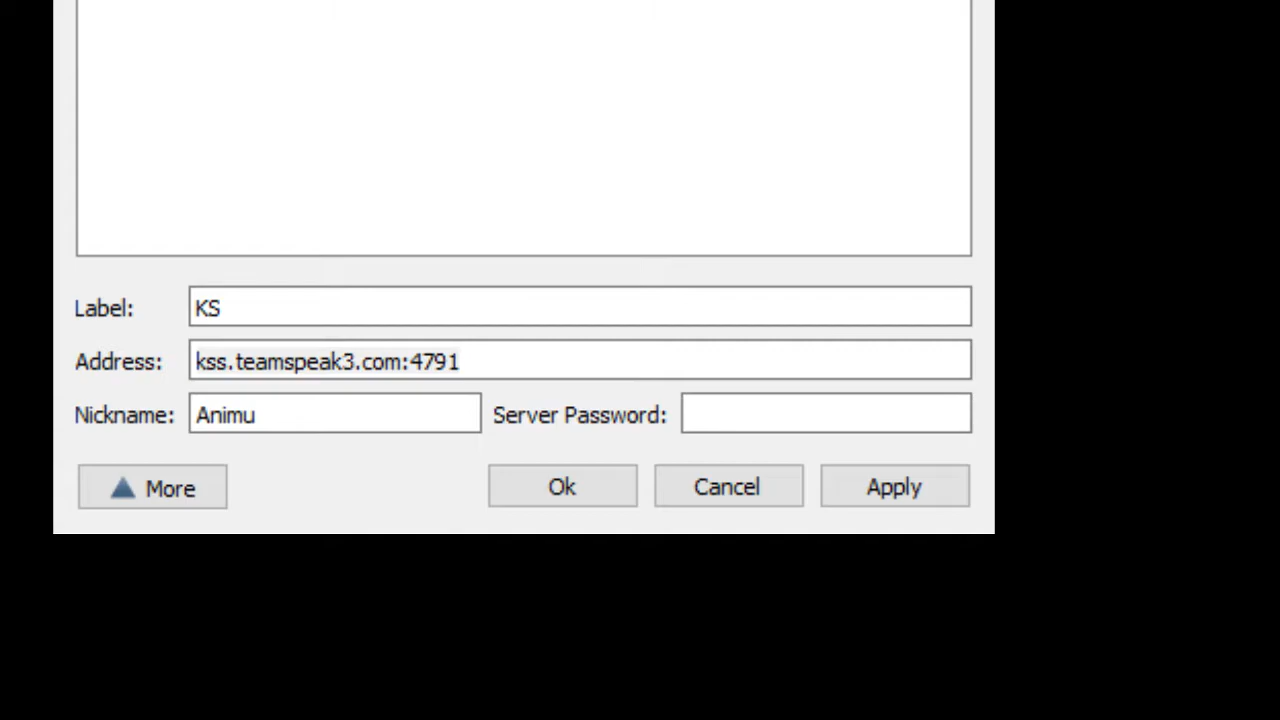 Label: KS
Address: kss.teamspeak3.com:4791
Nickname: Animu Server Password:
More Ok Cancel Apply